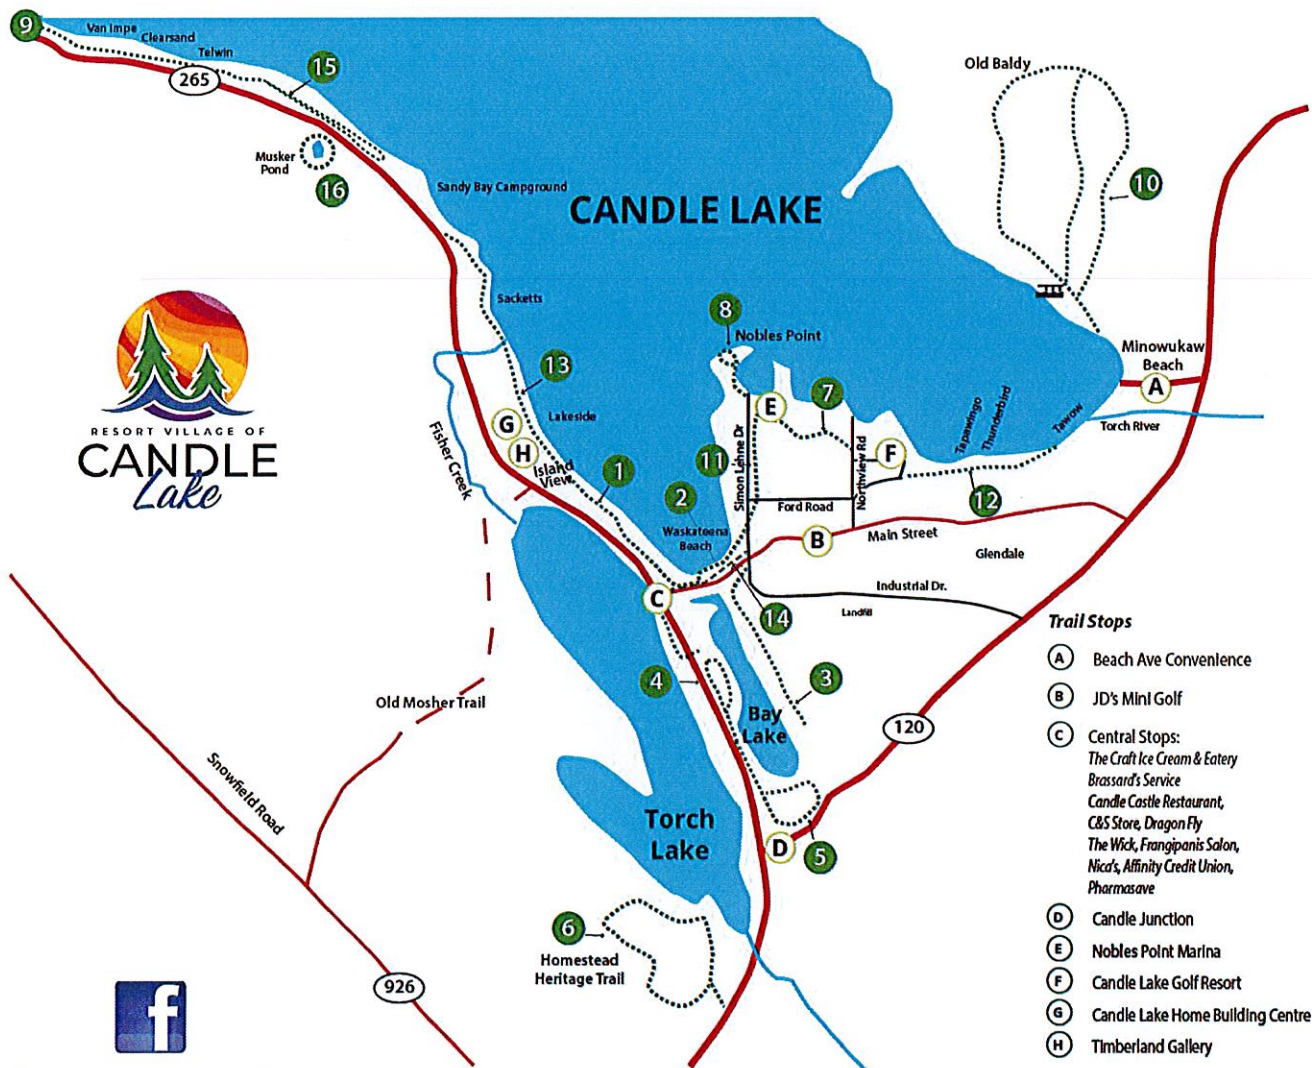 9
Van Impe
Clearsand
Telwin
265
15
Musker
Pond
16
Sandy Bay Campground
CANDLE LAKE
Old Baldy
10
Sacketts
8
Nobles Point
Minowukaw
Beach
A
Torch River
13
Lakeside
G
H
Island
View
Fisher Creek
1
2
Waskateena
Beach
11
Simon Lehne Dr
E
7
Northview Rd
F
Tapawingo
Thunderbird
Tawow
12
Ford Road
B
Main Street
Glendale
Industrial Dr.
Landfill
C
14
4
3
Bay
Lake
120
Old Mosher Trail
Snowfield Road
Torch
Lake
D
5
6
Homestead
Heritage Trail
926
RESORT VILLAGE OF
CANDLE
Lake
f
Trail Stops
A Beach Ave Convenience
B JD's Mini Golf
C Central Stops:
The Craft Ice Cream & Eatery
Brassard's Service
Candle Castle Restaurant,
C&S Store, Dragon Fly
The Wick, Frangipanis Salon,
Nica's, Affinity Credit Union,
Pharmasave
D Candle Junction
E Nobles Point Marina
F Candle Lake Golf Resort
G Candle Lake Home Building Centre
H Timberland Gallery